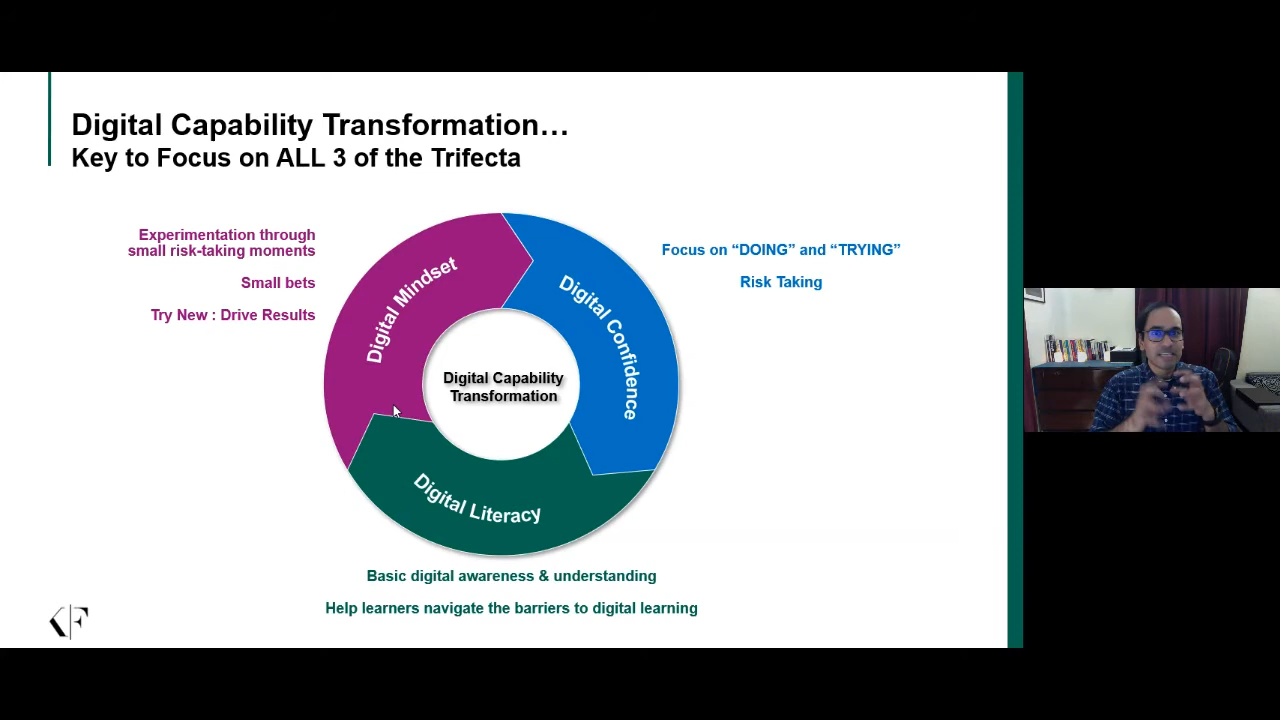 Digital Capability Transformation…
Key to Focus on ALL 3 of the Trifecta
Experimentation through
small risk-taking moments
Small bets
Try New : Drive Results
Digital Mindset
Digital Confidence
Focus on “DOING” and “TRYING”
Risk Taking
Digital Capability
Transformation
Digital Literacy
Basic digital awareness & understanding
Help learners navigate the barriers to digital learning
KF